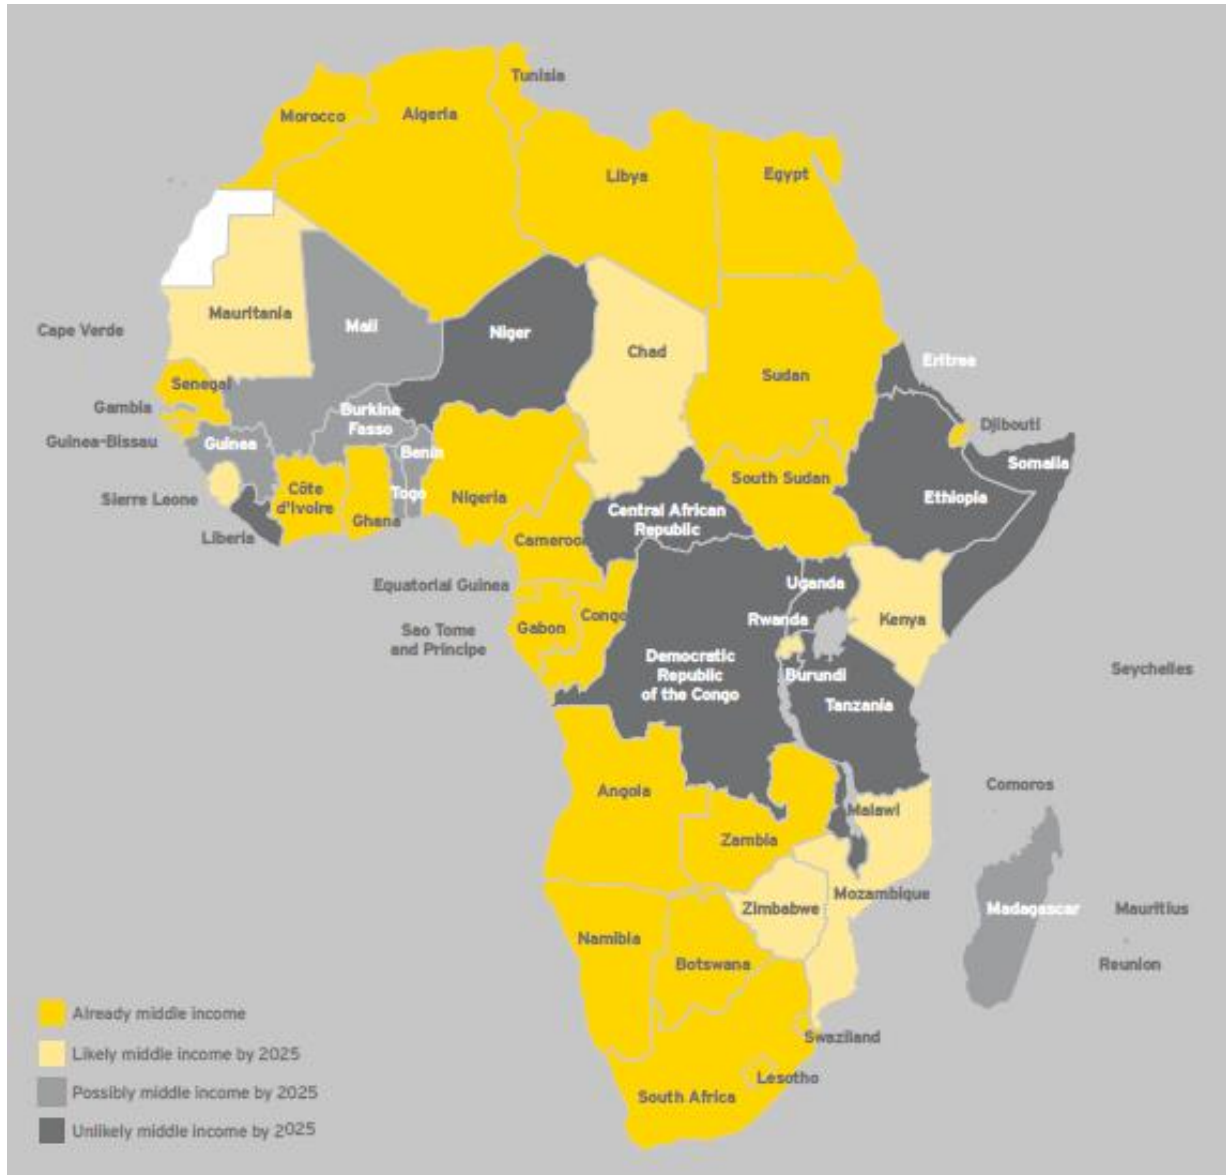 Tunisia
Morocco
Algeria
Libya
Egypt
Mauritania
Mali
Niger
Chad
Sudan
Eritrea
Cape Verde
Senegal
Gambia
Guinea-Bissau
Guinea
Burkina
Fasso
Benin
Togo
Djibouti
Somalia
Ethiopia
South Sudan
Sierre Leone
Côte
d'Ivoire
Ghana
Nigeria
Central African
Republic
Liberia
Cameroon
Equatorial Guinea
Sao Tome
and Principe
Gabon
Congo
Uganda
Rwanda
Kenya
Democratic
Republic
of the Congo
Burundi
Tanzania
Seychelles
Comoros
Angola
Malawi
Zambia
Mozambique
Zimbabwe
Madagascar
Mauritius
Namibia
Botswana
Reunion
Swaziland
Lesotho
South Africa
Already middle income
Likely middle income by 2025
Possibly middle income by 2025
Unlikely middle income by 2025